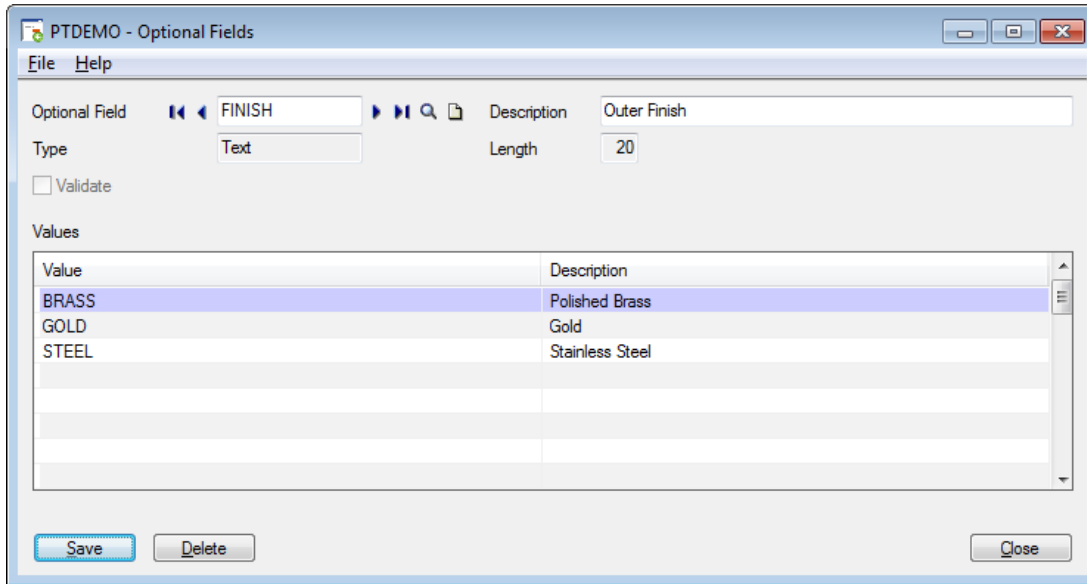 PTDEMO - Optional Fields
File Help
Optional Field FINISH Description Outer Finish
Type Text Length 20
Validate
Values
Value Description
BRASS Polished Brass
GOLD Gold
STEEL Stainless Steel
Save Delete Close